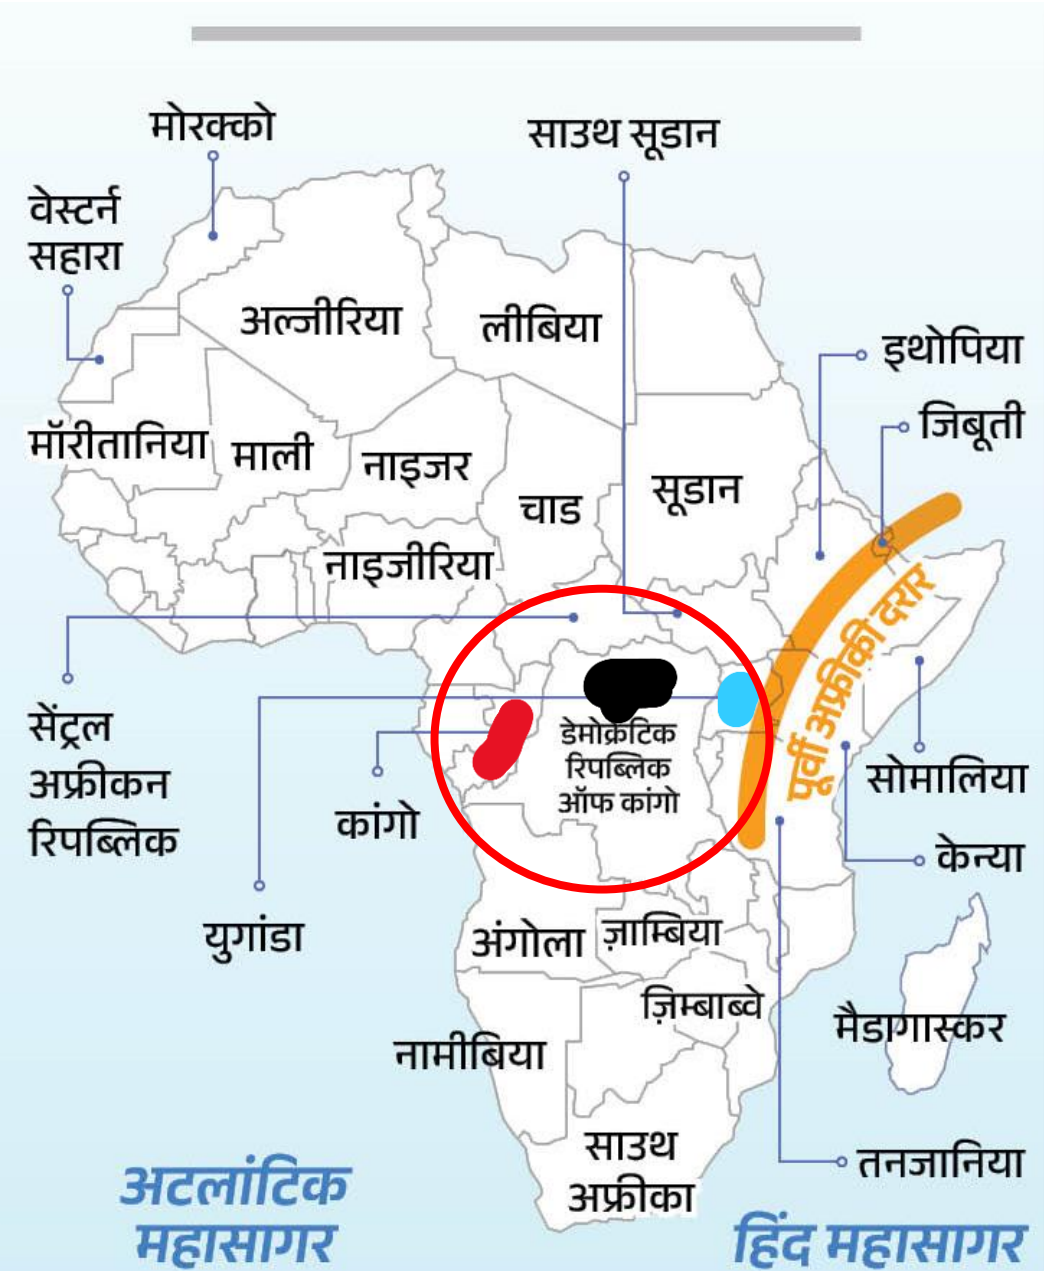 मोरक्को
साउथ सूडान
वेस्टर्न
सहारा
अल्जीरिया
लीबिया
इथोपिया
जिबूती
मॉरीतानिया
माली
नाइजर
चाड
सूडान
नाइजीरिया
पूर्वी अफ्रीकी दरार
सेंट्रल
अफ्रीकन
रिपब्लिक
डेमोक्रेटिक
रिपब्लिक
ऑफ कांगो
कांगो
सोमालिया
केन्या
युगांडा
अंगोला
ज़ाम्बिया
ज़िम्बाब्वे
मैडागास्कर
नामीबिया
साउथ
अफ्रीका
तनजानिया
अटलांटिक
महासागर
हिंद महासागर